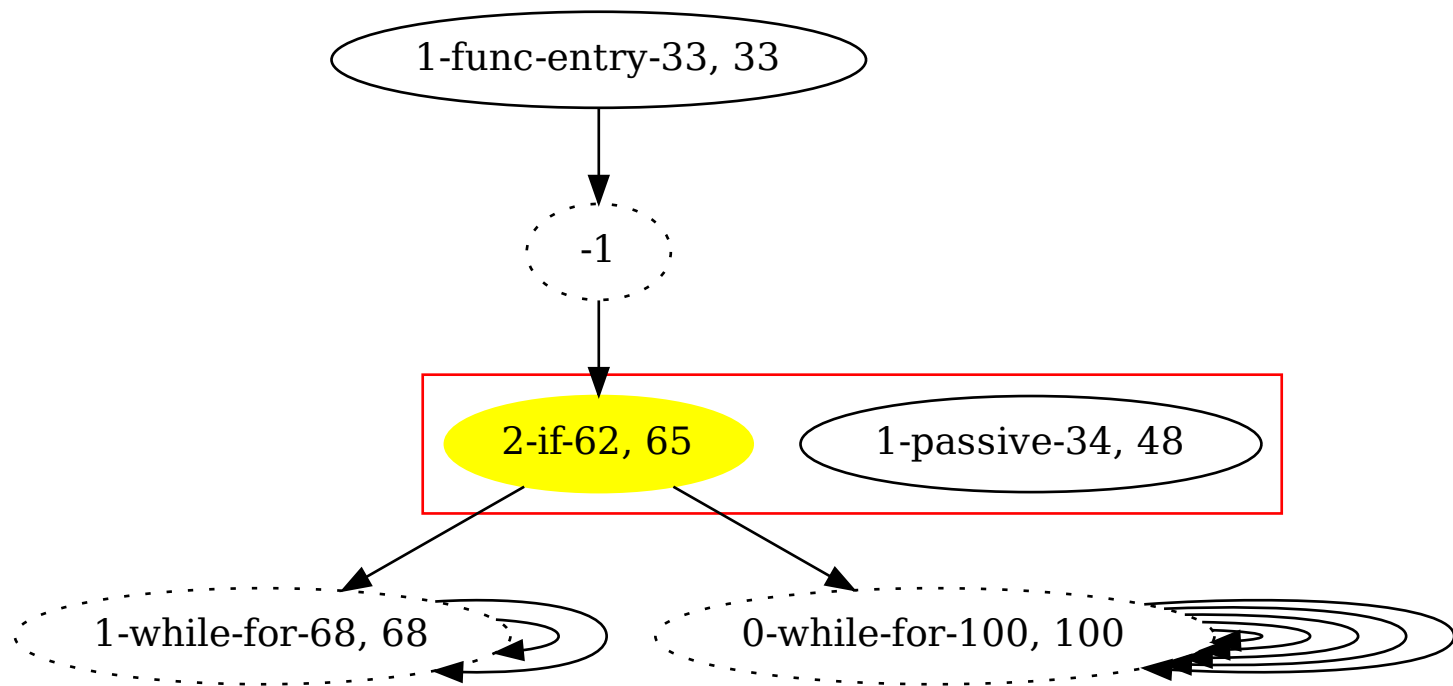 1-func-entry-33, 33
-1
2-if-62, 65
1-passive-34, 48
1-while-for-68, 68
0-while-for-100, 100